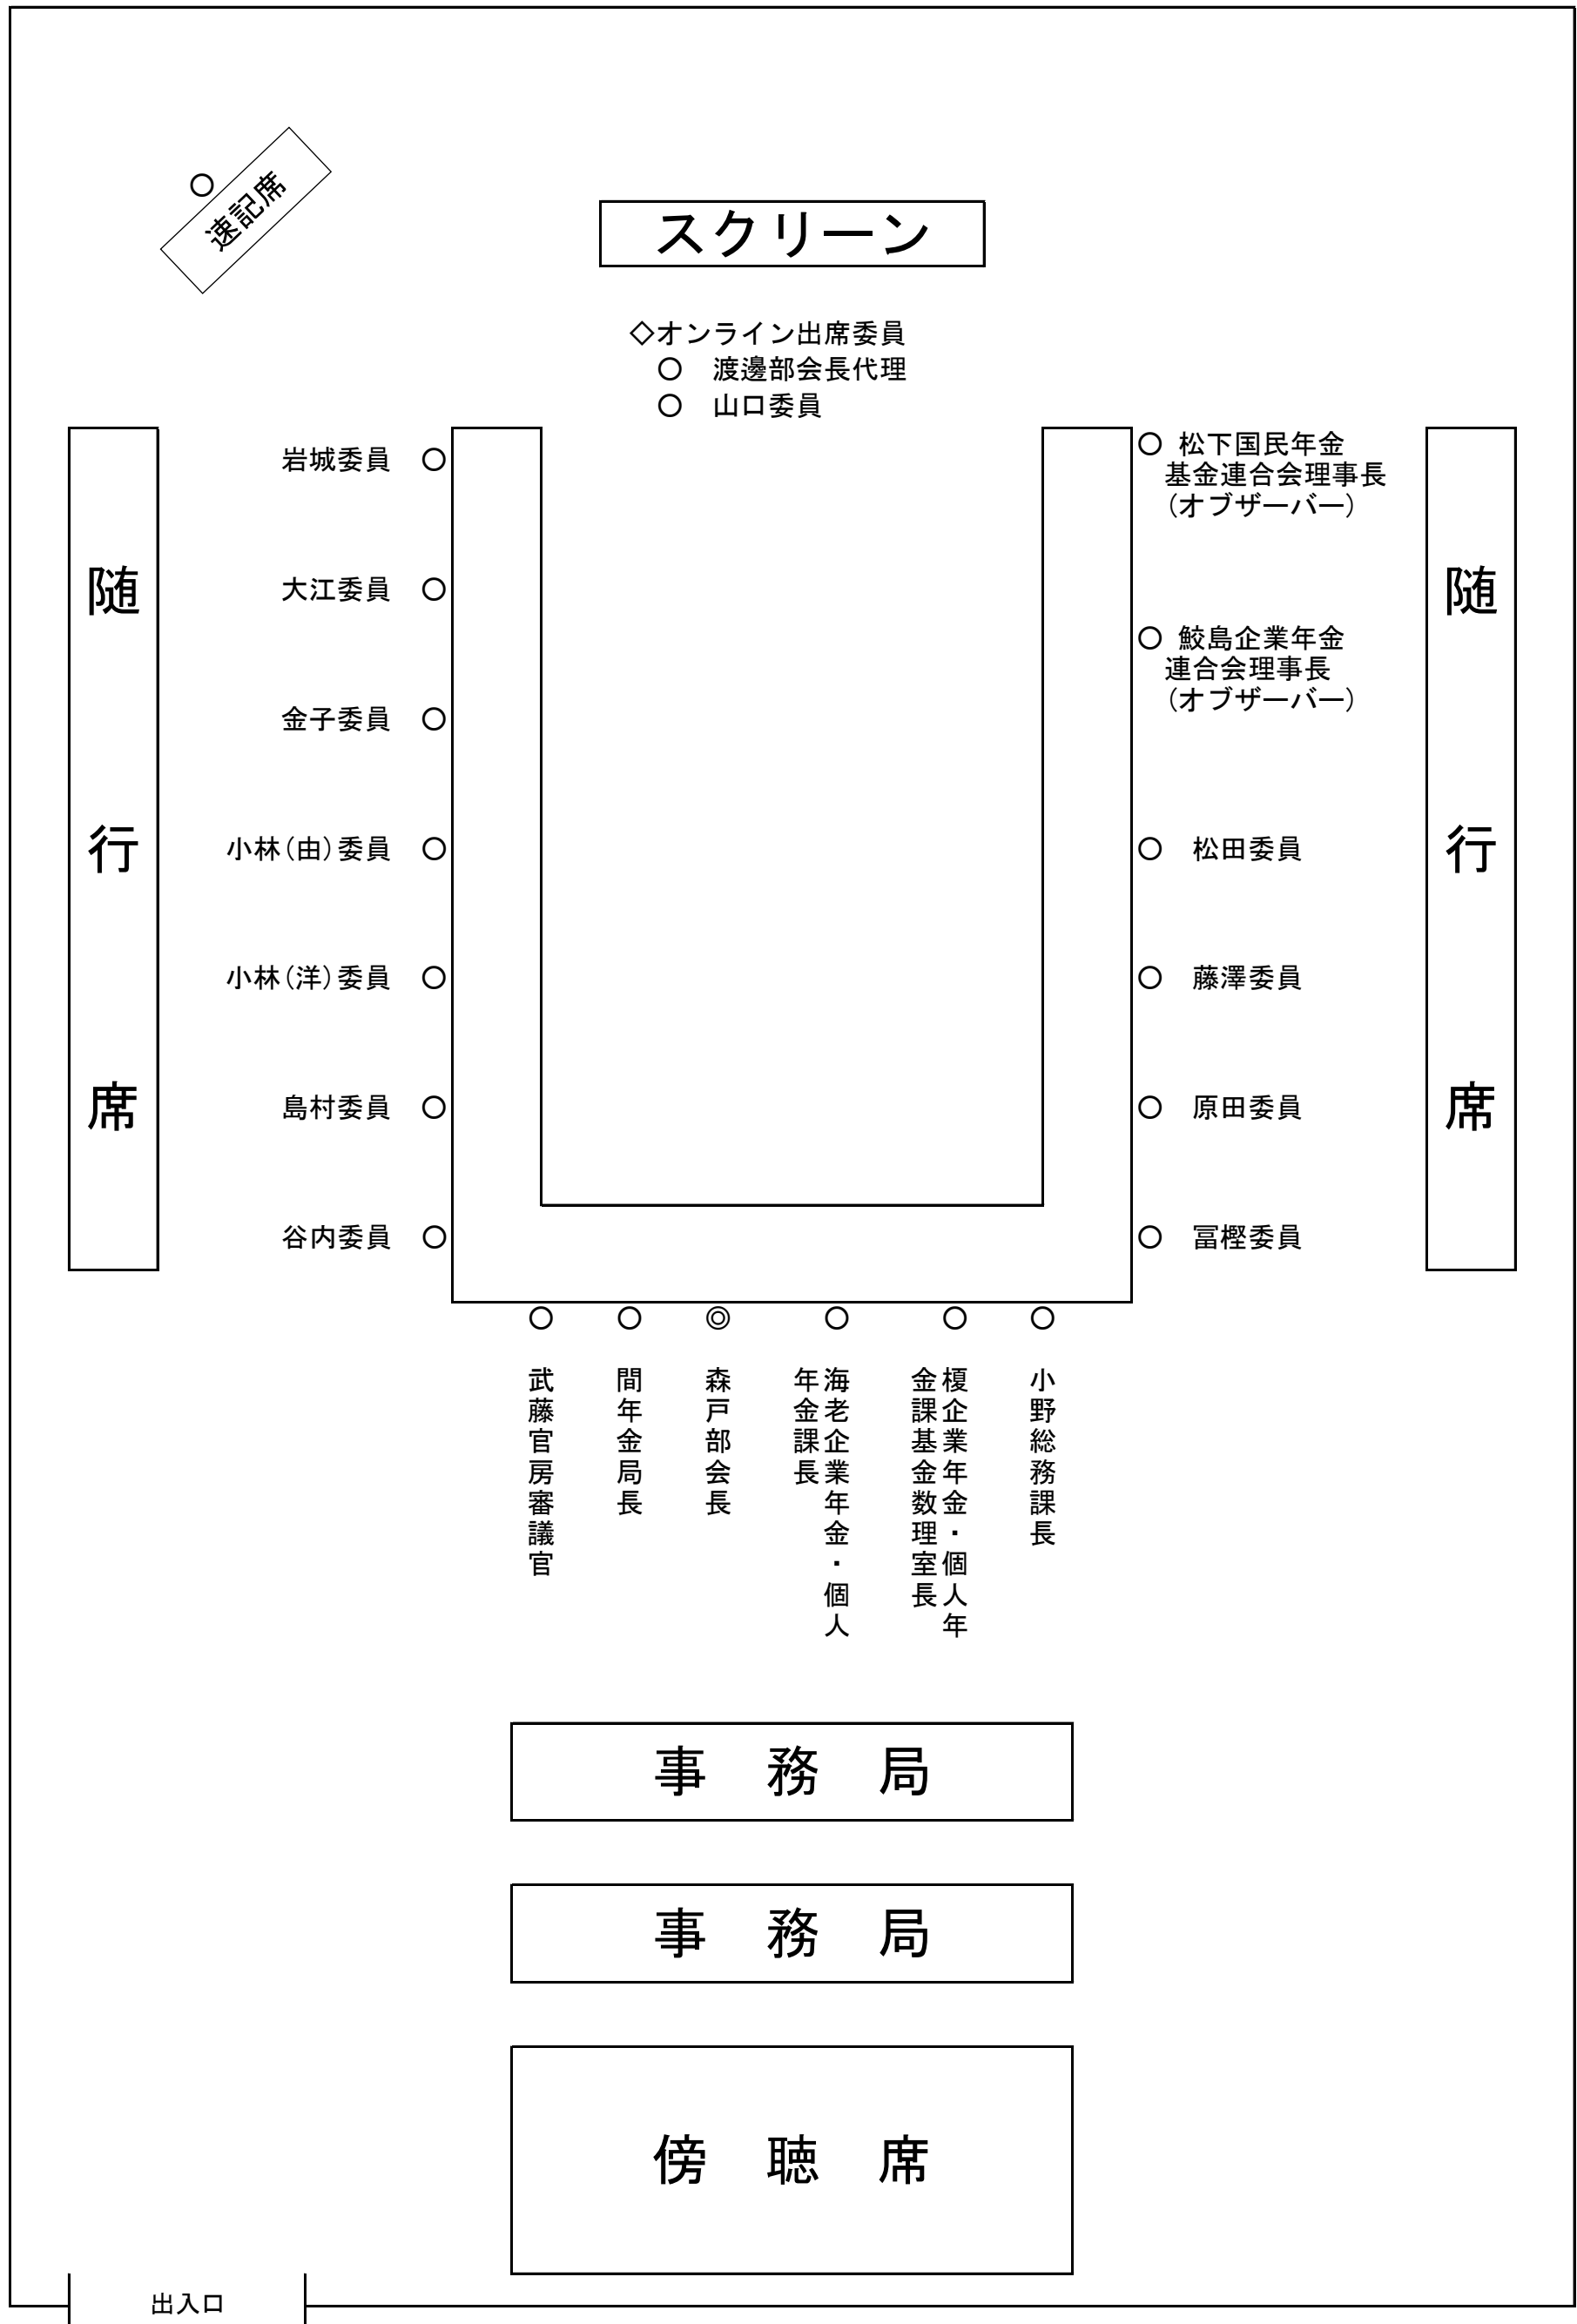 速記席
スクリーン
◇オンライン出席委員
○ 渡邊部会長代理
○ 山口委員
岩城委員 ○
大江委員 ○
金子委員 ○
小林(由)委員 ○
小林(洋)委員 ○
島村委員 ○
谷内委員 ○
○ 松下国民年金
基金連合会理事長
(オブザーバー)
○ 鮫島企業年金
連合会理事長
(オブザーバー)
○ 松田委員
○ 藤澤委員
○ 原田委員
○ 冨樫委員
随行席
随行席
○ 武藤官房審議官
○ 間年金局長
◎ 森戸部会長
○ 海老企業年金・個人
年金課長
○ 榎企業年金・個人年
金課基金数理室長
○ 小野総務課長
事 務 局
事 務 局
傍 聴 席
出入口